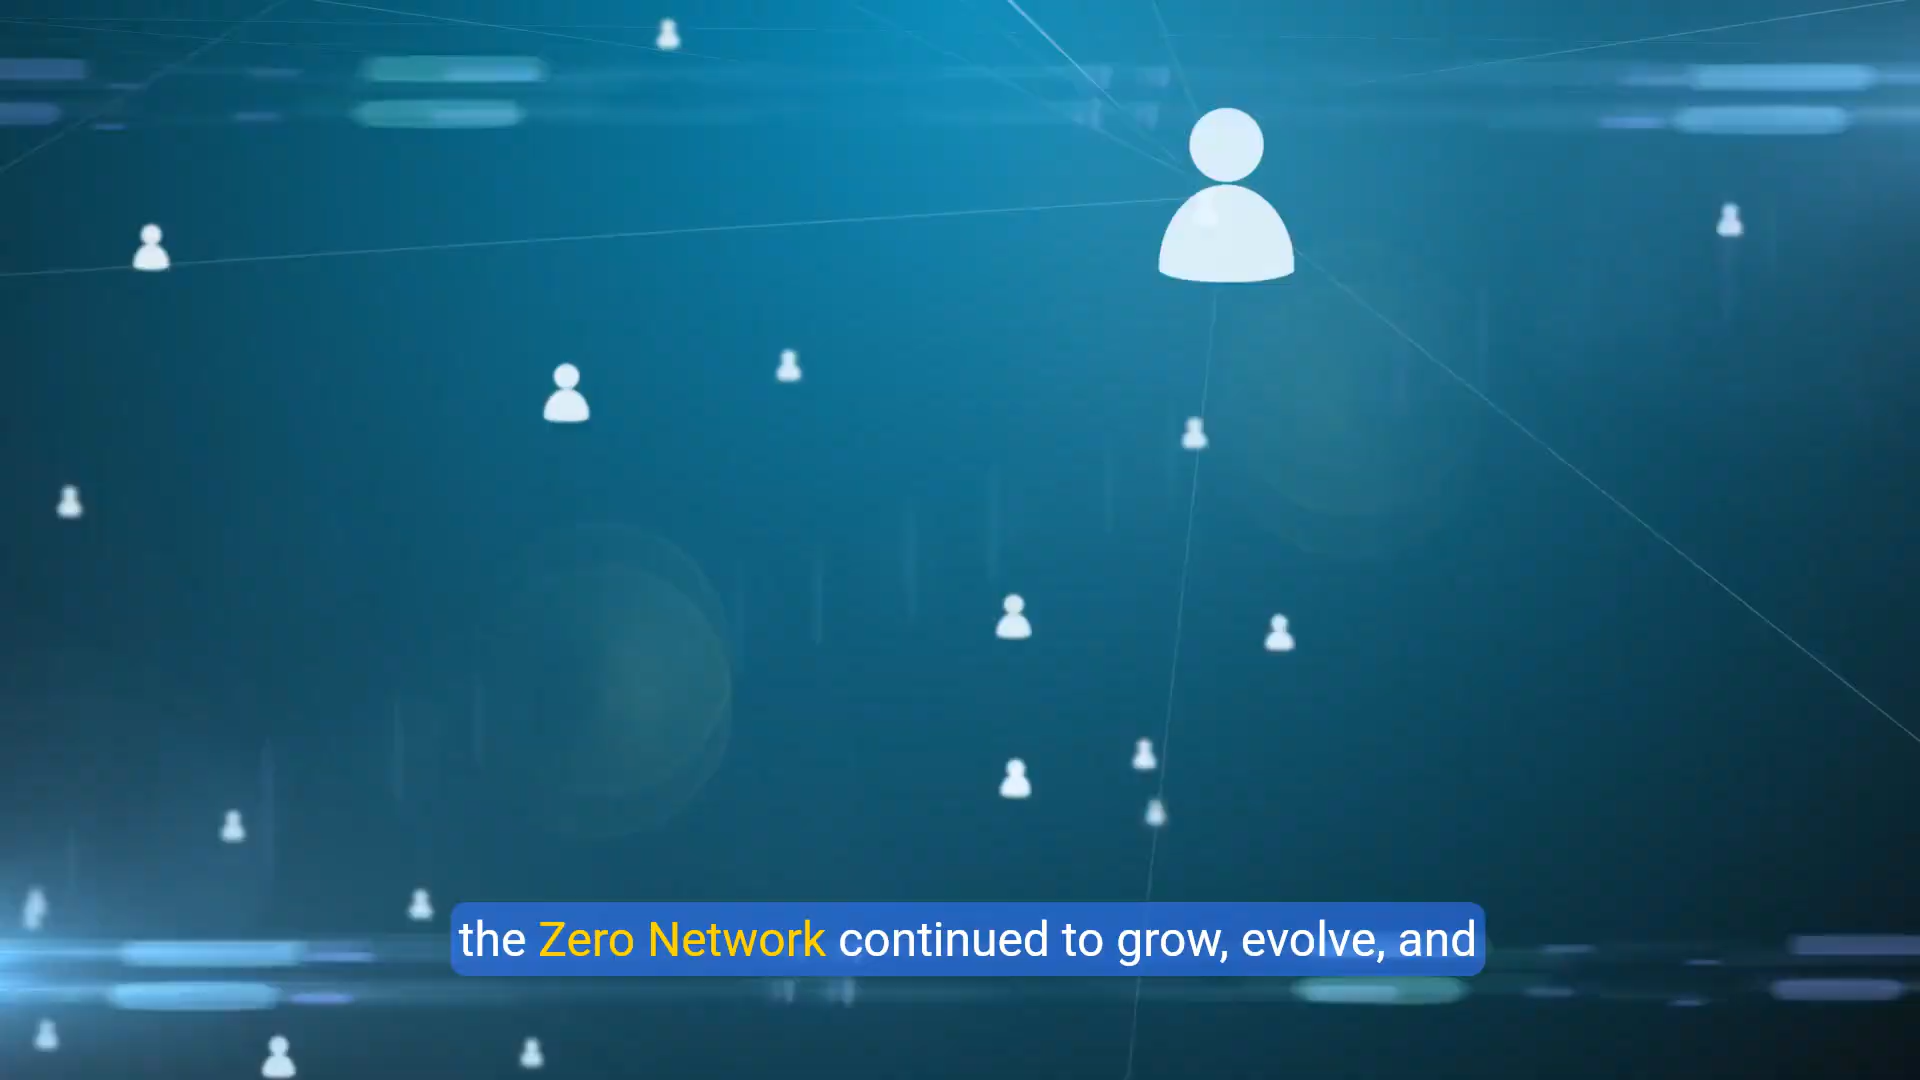 the Zero Network continued to grow, evolve, and